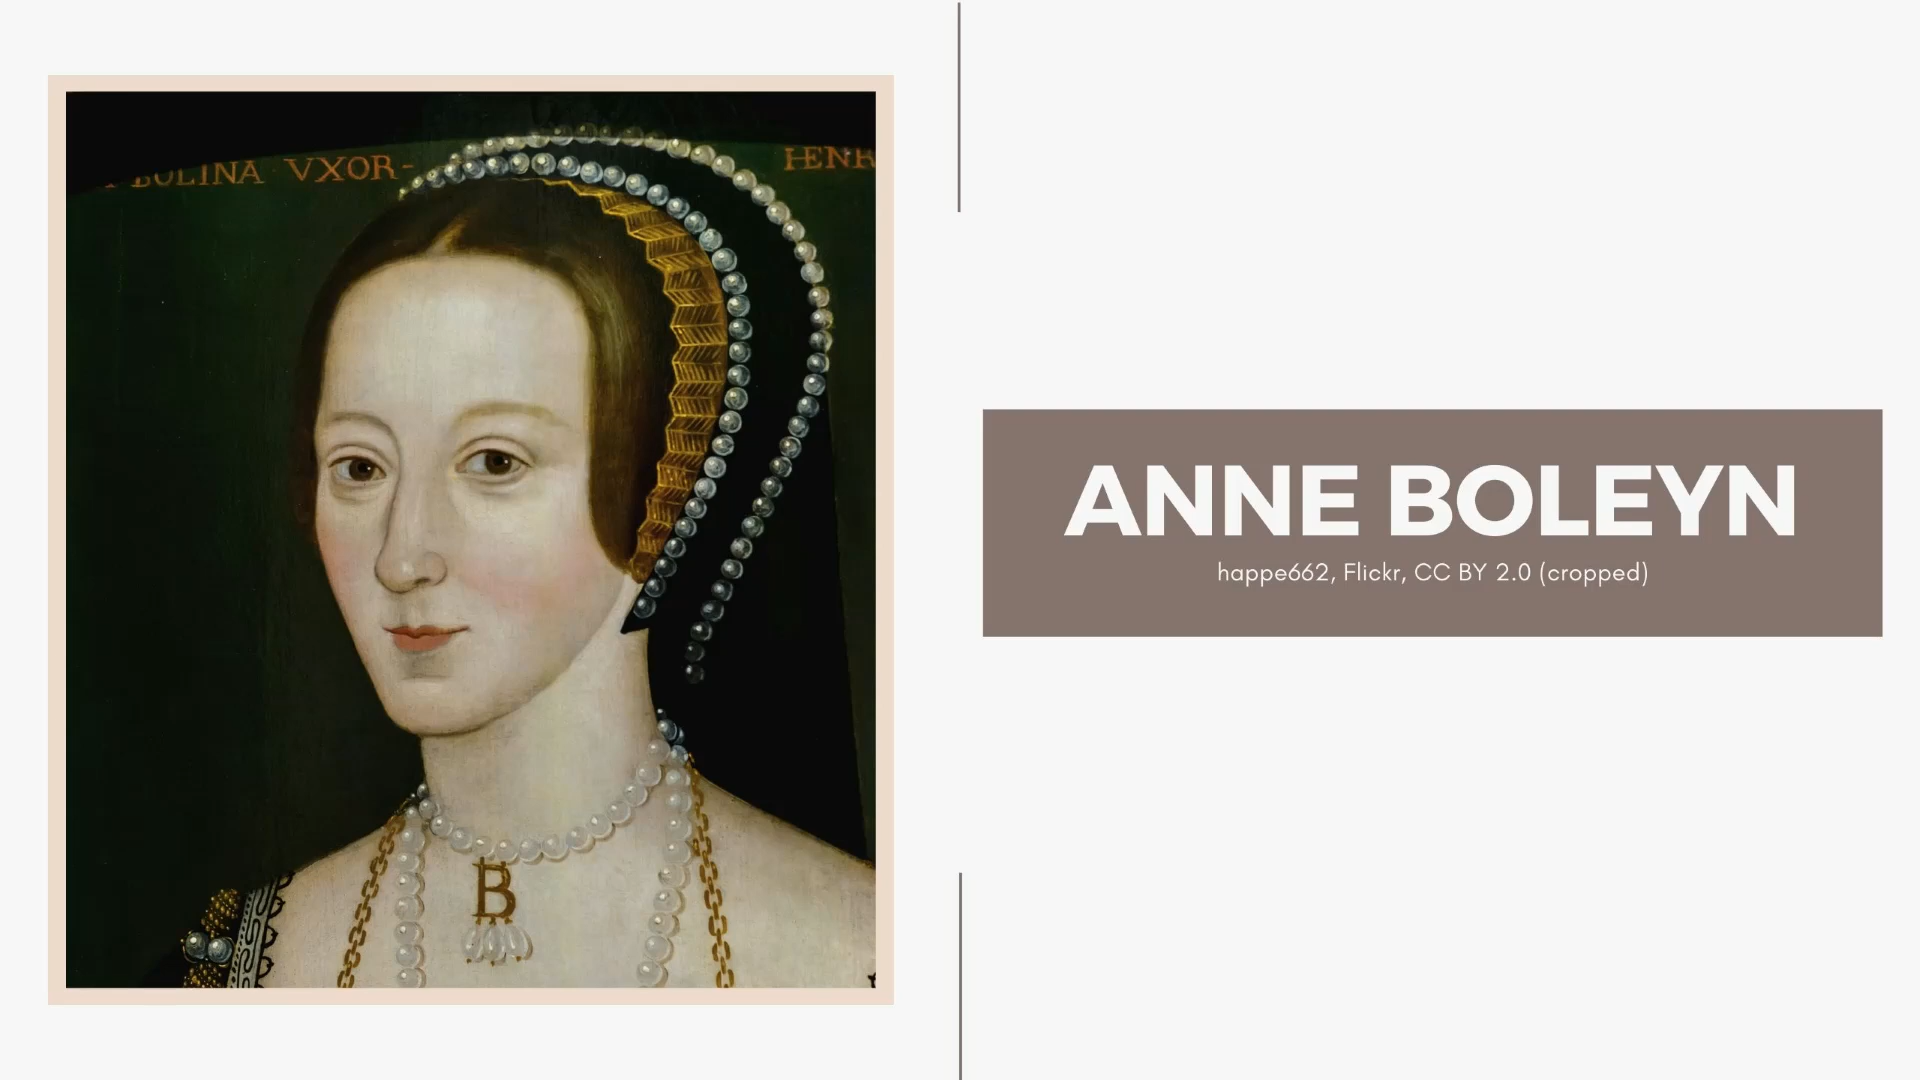 BOLINA VXOR-
HENR
B
ANNE BOLEYN
happe662, Flickr, CC BY 2.0 (cropped)